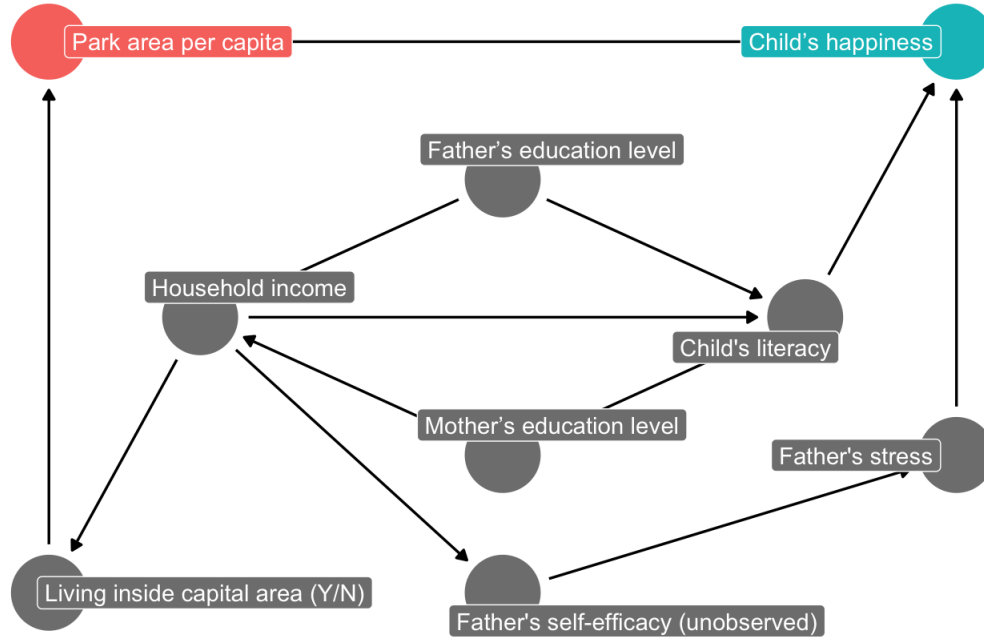 Park area per capita
Child’s happiness
Father’s education level
Household income
Child's literacy
Mother’s education level
Father's stress
Living inside capital area (Y/N)
Father's self-efficacy (unobserved)